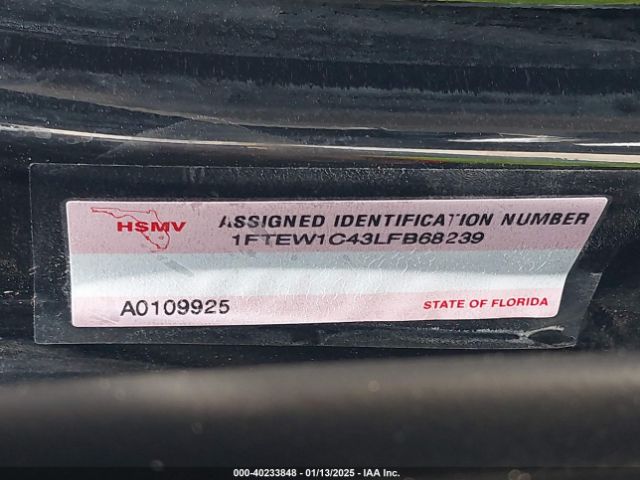 HSMV
ASSIGNED IDENTIFICATION NUMBER
1FTEW1C43LFB68239
A0109925
STATE OF FLORIDA
000-40233848 - 01/13/2025 - IAA Inc.